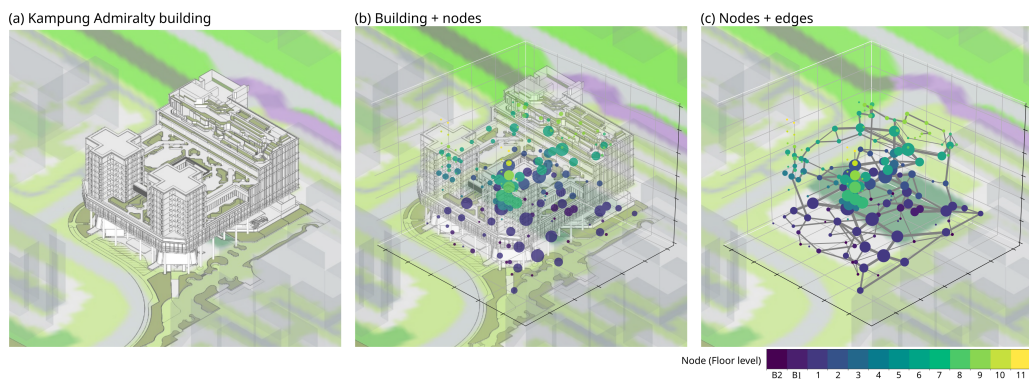 (a) Kampung Admiralty building
(b) Building + nodes
(c) Nodes + edges
Node (Floor level)
B2 B1 1 2 3 4 5 6 7 8 9 10 11